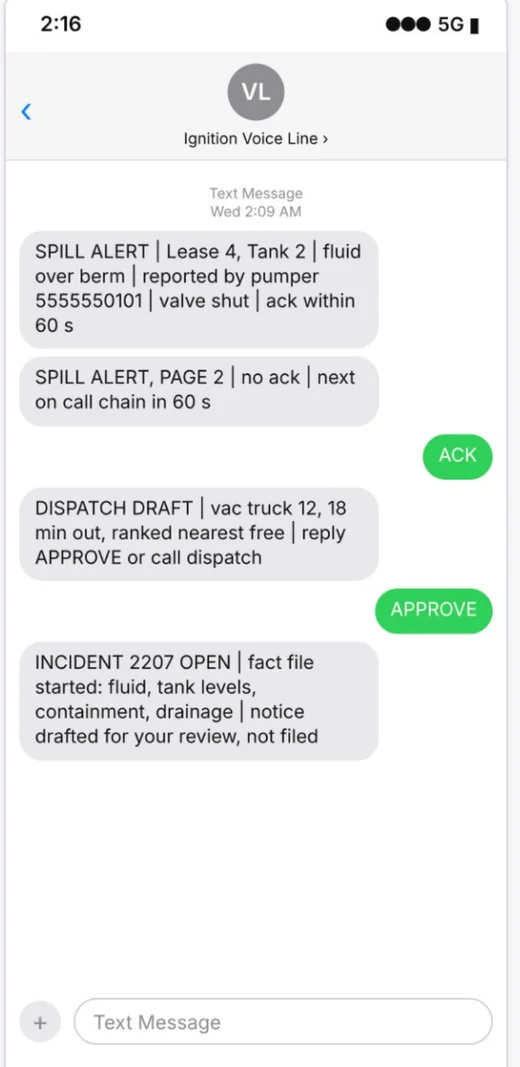 2:16
5G
VL
Ignition Voice Line ›
Text Message
Wed 2:09 AM
SPILL ALERT | Lease 4, Tank 2 | fluid
over berm | reported by pumper
5555550101 | valve shut | ack within
60 s
SPILL ALERT, PAGE 2 | no ack | next
on call chain in 60 s
ACK
DISPATCH DRAFT | vac truck 12, 18
min out, ranked nearest free | reply
APPROVE or call dispatch
APPROVE
INCIDENT 2207 OPEN | fact file
started: fluid, tank levels,
containment, drainage | notice
drafted for your review, not filed
+
Text Message